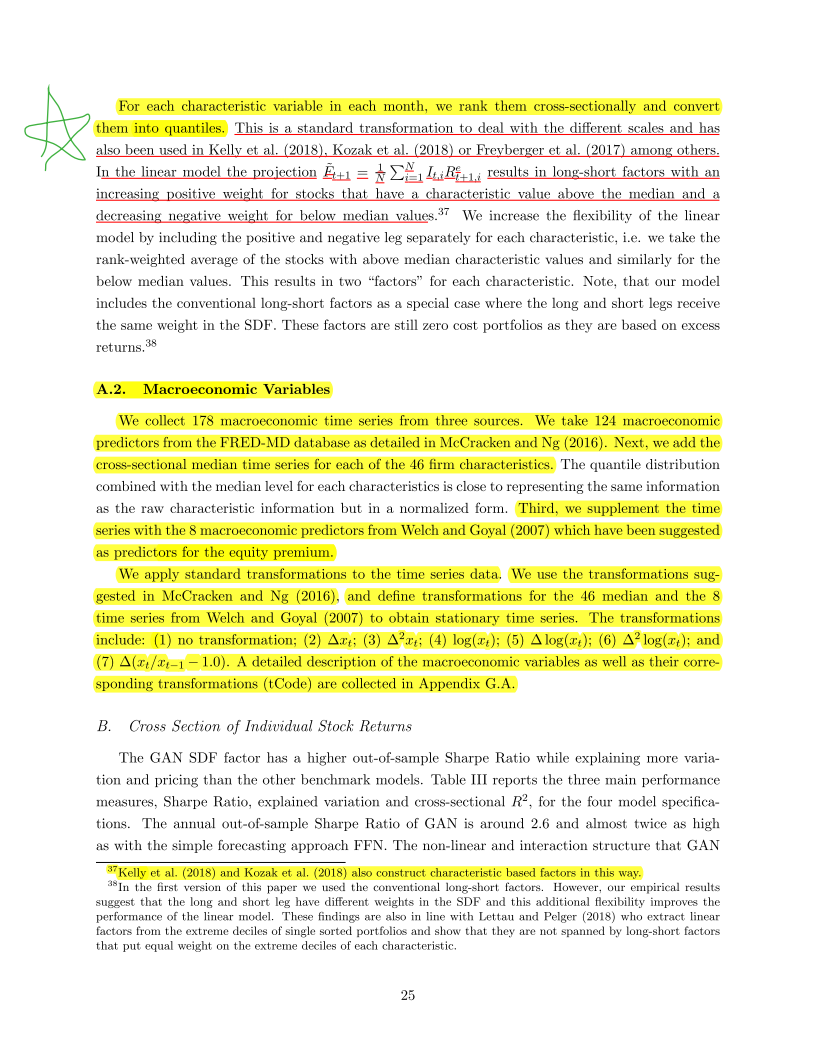 For each characteristic variable in each month, we rank them cross-sectionally and convert
them into quantiles. This is a standard transformation to deal with the different scales and has
also been used in Kelly et al. (2018), Kozak et al. (2018) or Freyberger et al. (2017) among others.
In the linear model the projection F̃_{t+1} = 1/N ∑_{i=1}^{N} I_{t,i}R^e_{t+1,i} results in long-short factors with an
increasing positive weight for stocks that have a characteristic value above the median and a
decreasing negative weight for below median values.³⁷ We increase the flexibility of the linear
model by including the positive and negative leg separately for each characteristic, i.e. we take the
rank-weighted average of the stocks with above median characteristic values and similarly for the
below median values. This results in two “factors” for each characteristic. Note, that our model
includes the conventional long-short factors as a special case where the long and short legs receive
the same weight in the SDF. These factors are still zero cost portfolios as they are based on excess
returns.³⁸
A.2. Macroeconomic Variables
We collect 178 macroeconomic time series from three sources. We take 124 macroeconomic
predictors from the FRED-MD database as detailed in McCracken and Ng (2016). Next, we add the
cross-sectional median time series for each of the 46 firm characteristics. The quantile distribution
combined with the median level for each characteristics is close to representing the same information
as the raw characteristic information but in a normalized form. Third, we supplement the time
series with the 8 macroeconomic predictors from Welch and Goyal (2007) which have been suggested
as predictors for the equity premium.
We apply standard transformations to the time series data. We use the transformations sug-
gested in McCracken and Ng (2016), and define transformations for the 46 median and the 8
time series from Welch and Goyal (2007) to obtain stationary time series. The transformations
include: (1) no transformation; (2) Δx_t; (3) Δ²x_t; (4) log(x_t); (5) Δ log(x_t); (6) Δ² log(x_t); and
(7) Δ(x_t/x_{t−1} − 1.0). A detailed description of the macroeconomic variables as well as their corre-
sponding transformations (tCode) are collected in Appendix G.A.
B. Cross Section of Individual Stock Returns
The GAN SDF factor has a higher out-of-sample Sharpe Ratio while explaining more varia-
tion and pricing than the other benchmark models. Table III reports the three main performance
measures, Sharpe Ratio, explained variation and cross-sectional R², for the four model specifica-
tions. The annual out-of-sample Sharpe Ratio of GAN is around 2.6 and almost twice as high
as with the simple forecasting approach FFN. The non-linear and interaction structure that GAN
³⁷Kelly et al. (2018) and Kozak et al. (2018) also construct characteristic based factors in this way.
³⁸In the first version of this paper we used the conventional long-short factors. However, our empirical results
suggest that the long and short leg have different weights in the SDF and this additional flexibility improves the
performance of the linear model. These findings are also in line with Lettau and Pelger (2018) who extract linear
factors from the extreme deciles of single sorted portfolios and show that they are not spanned by long-short factors
that put equal weight on the extreme deciles of each characteristic.
25